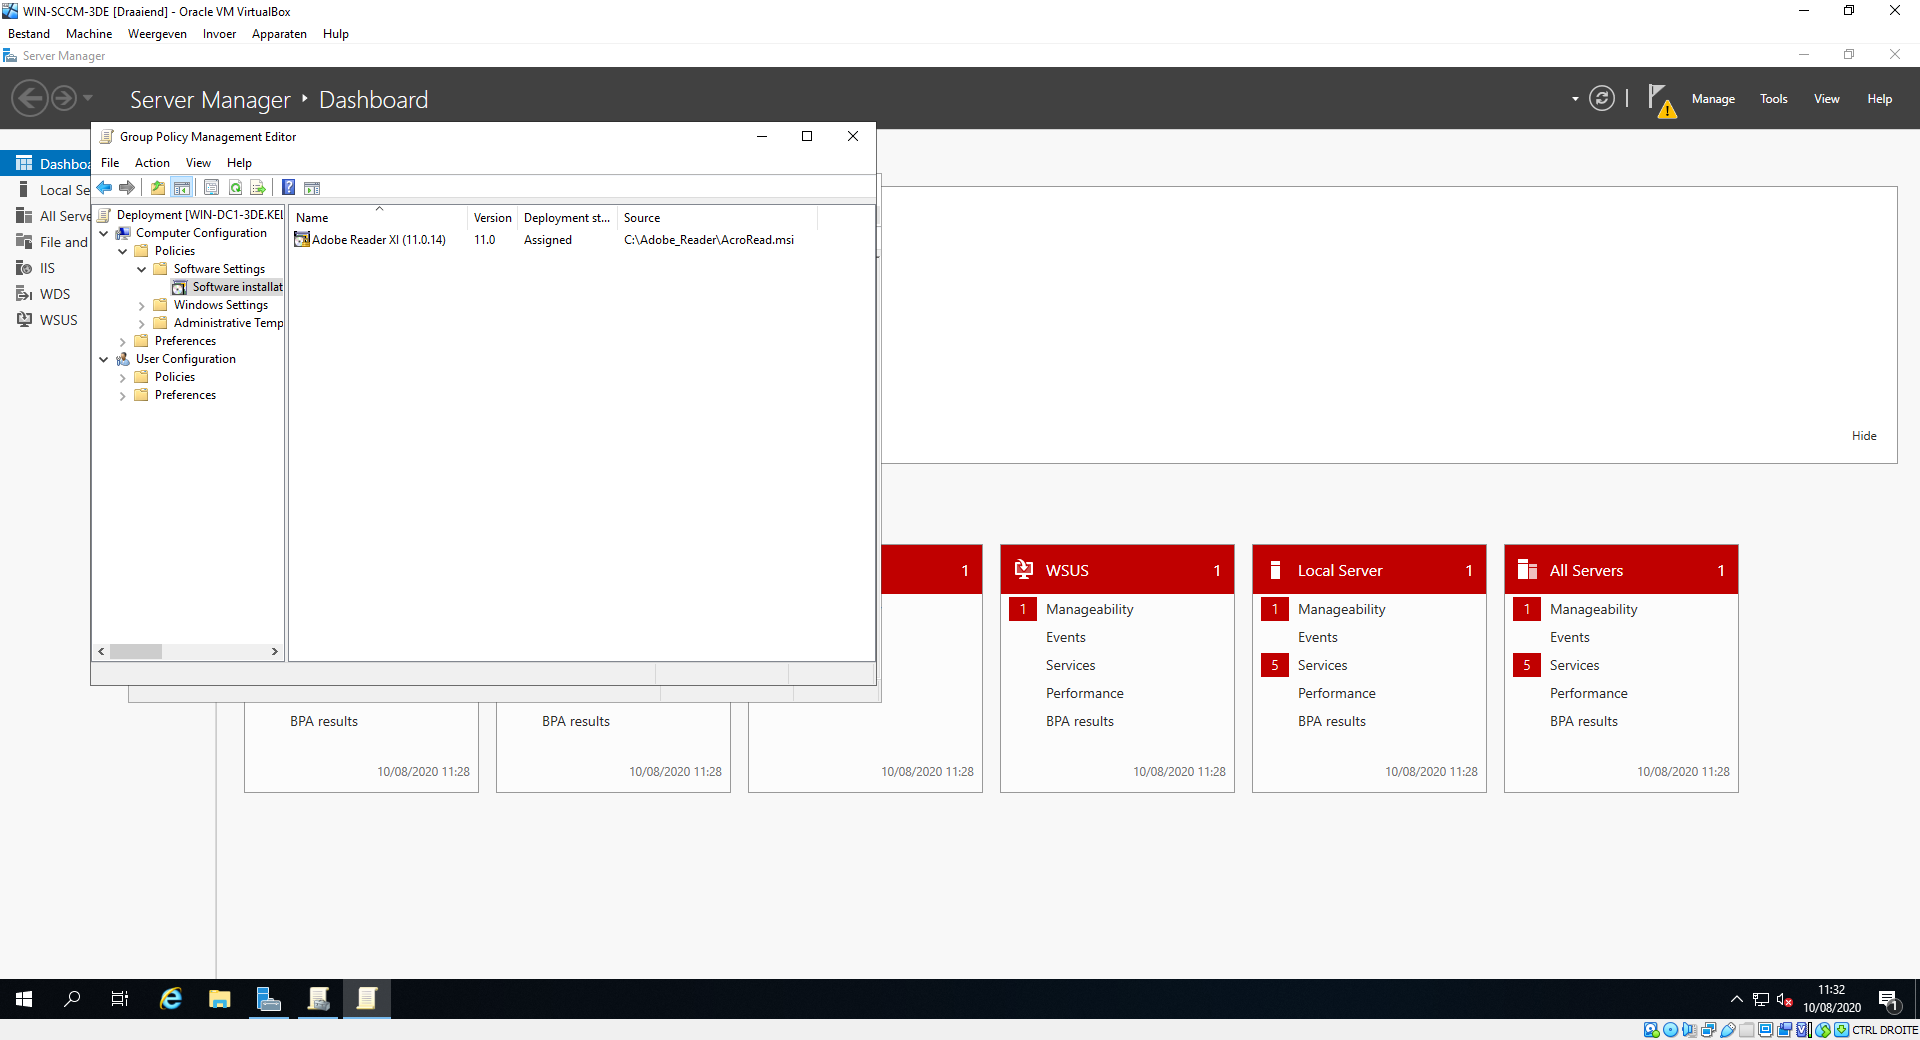 WIN-SCCM-3DE [Draaiend] - Oracle VM VirtualBox
Bestand Machine Weergeven Invoer Apparaten Hulp
Server Manager
Server Manager Dashboard
Manage Tools View Help
Group Policy Management Editor
File Action View Help
Dashboa
Local Se
All Serve
File and
IIS
WDS
WSUS
Deployment [WIN-DC1-3DE.KEL
Computer Configuration
Policies
Software Settings
Software installat
Windows Settings
Administrative Temp
Preferences
User Configuration
Policies
Preferences
Name Version Deployment st... Source
Adobe Reader XI (11.0.14) 11.0 Assigned C:\Adobe_Reader\AcroRead.msi
Hide
BPA results
10/08/2020 11:28
BPA results
10/08/2020 11:28
1
10/08/2020 11:28
WSUS 1
1 Manageability
Events
Services
Performance
BPA results
10/08/2020 11:28
Local Server 1
1 Manageability
Events
5 Services
Performance
BPA results
10/08/2020 11:28
All Servers 1
1 Manageability
Events
5 Services
Performance
BPA results
10/08/2020 11:28
11:32
10/08/2020
1
CTRL DROITE